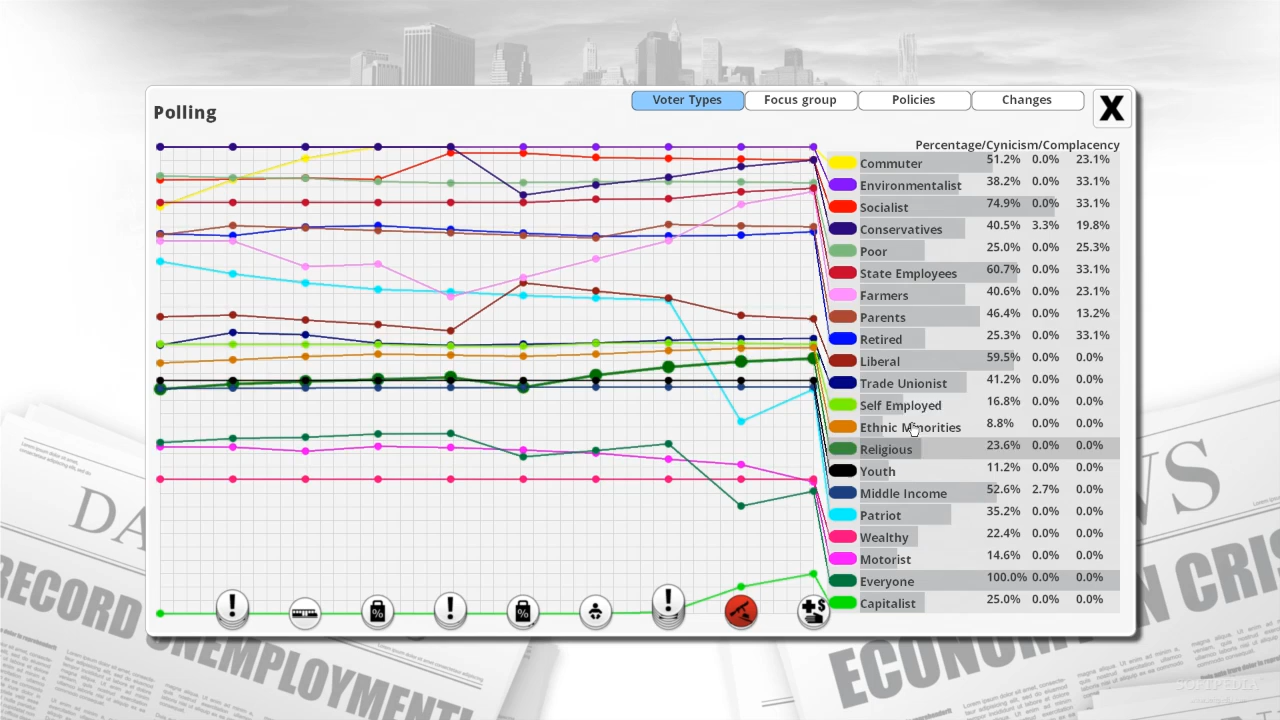 Polling
Voter Types
Focus group
Policies
Changes
X
Percentage/Cynicism/Complacency
Commuter 51.2% 0.0% 23.1%
Environmentalist 38.2% 0.0% 33.1%
Socialist 74.9% 0.0% 33.1%
Conservatives 40.5% 3.3% 19.8%
Poor 25.0% 0.0% 25.3%
State Employees 60.7% 0.0% 33.1%
Farmers 40.6% 0.0% 23.1%
Parents 46.4% 0.0% 13.2%
Retired 25.3% 0.0% 33.1%
Liberal 59.5% 0.0% 0.0%
Trade Unionist 41.2% 0.0% 0.0%
Self Employed 16.8% 0.0% 0.0%
Ethnic Minorities 8.8% 0.0% 0.0%
Religious 23.6% 0.0% 0.0%
Youth 11.2% 0.0% 0.0%
Middle Income 52.6% 2.7% 0.0%
Patriot 35.2% 0.0% 0.0%
Wealthy 22.4% 0.0% 0.0%
Motorist 14.6% 0.0% 0.0%
Everyone 100.0% 0.0% 0.0%
Capitalist 25.0% 0.0% 0.0%
! % ! % ! $
DA
WS
RECORD
UNEMPLOYMENT!
ECONOM
N CRIS
SOFTPEDIA